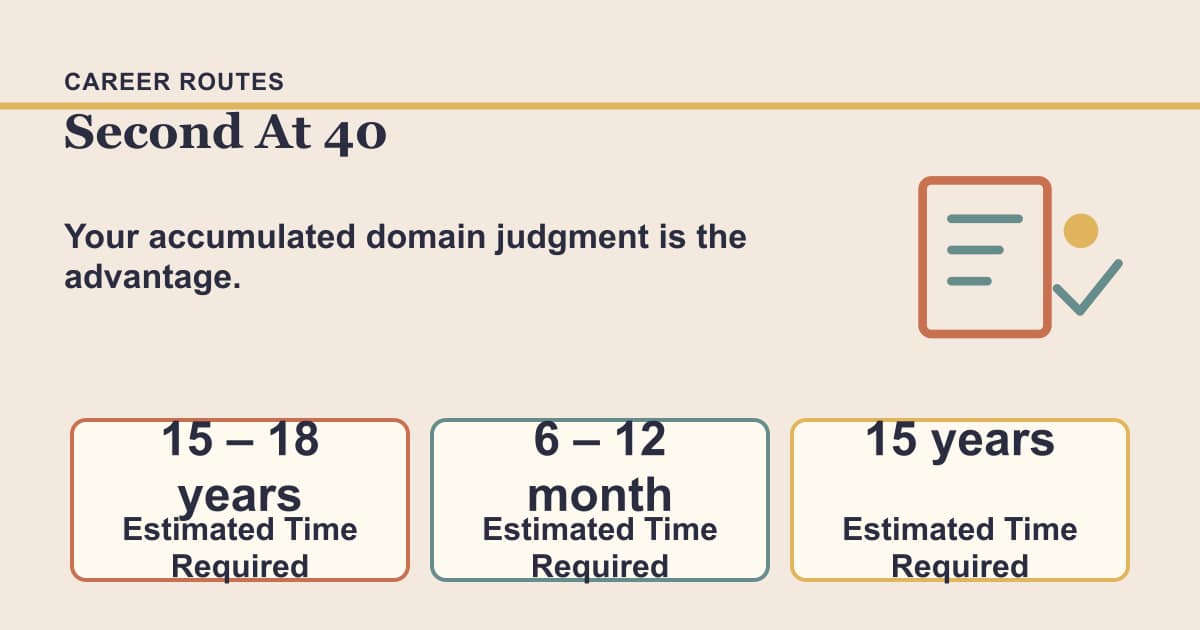 CAREER ROUTES
Second At 40
Your accumulated domain judgment is the
advantage.
15 – 18
years
Estimated Time
Required
6 – 12
month
Estimated Time
Required
15 years
Estimated Time
Required